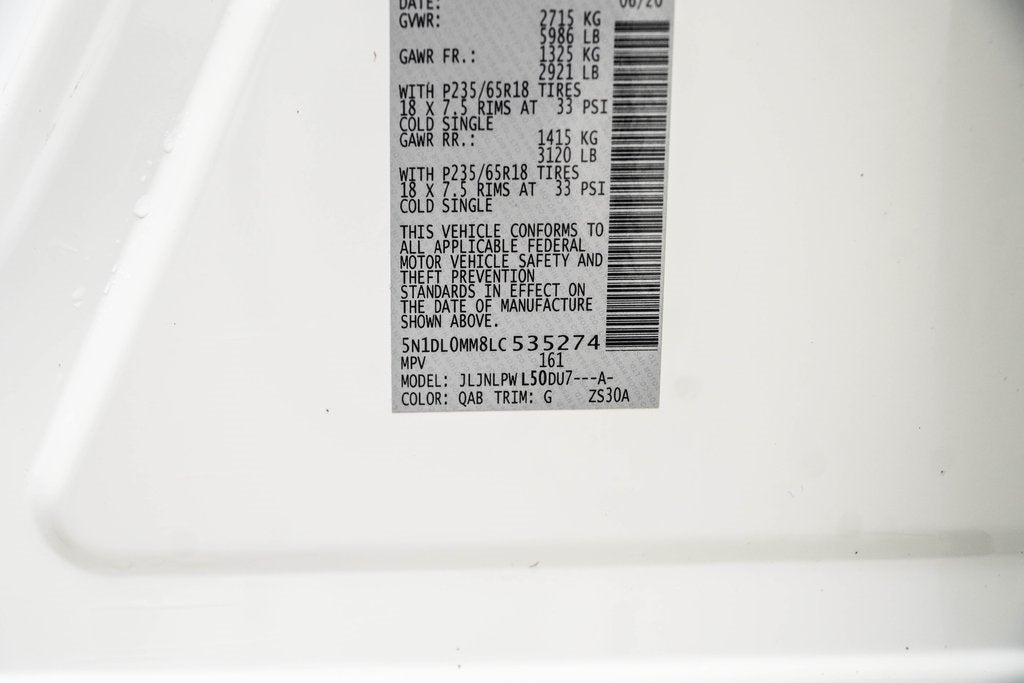 DATE: 06/20
GVWR: 2715 KG
5986 LB
GAWR FR.: 1325 KG
2921 LB
WITH P235/65R18 TIRES
18 X 7.5 RIMS AT 33 PSI
COLD SINGLE
GAWR RR.: 1415 KG
3120 LB
WITH P235/65R18 TIRES
18 X 7.5 RIMS AT 33 PSI
COLD SINGLE
THIS VEHICLE CONFORMS TO
ALL APPLICABLE FEDERAL
MOTOR VEHICLE SAFETY AND
THEFT PREVENTION
STANDARDS IN EFFECT ON
THE DATE OF MANUFACTURE
SHOWN ABOVE.
5N1DL0MM8LC535274
MPV 161
MODEL: JLJNLPWL50DU7---A-
COLOR: QAB TRIM: G ZS30A